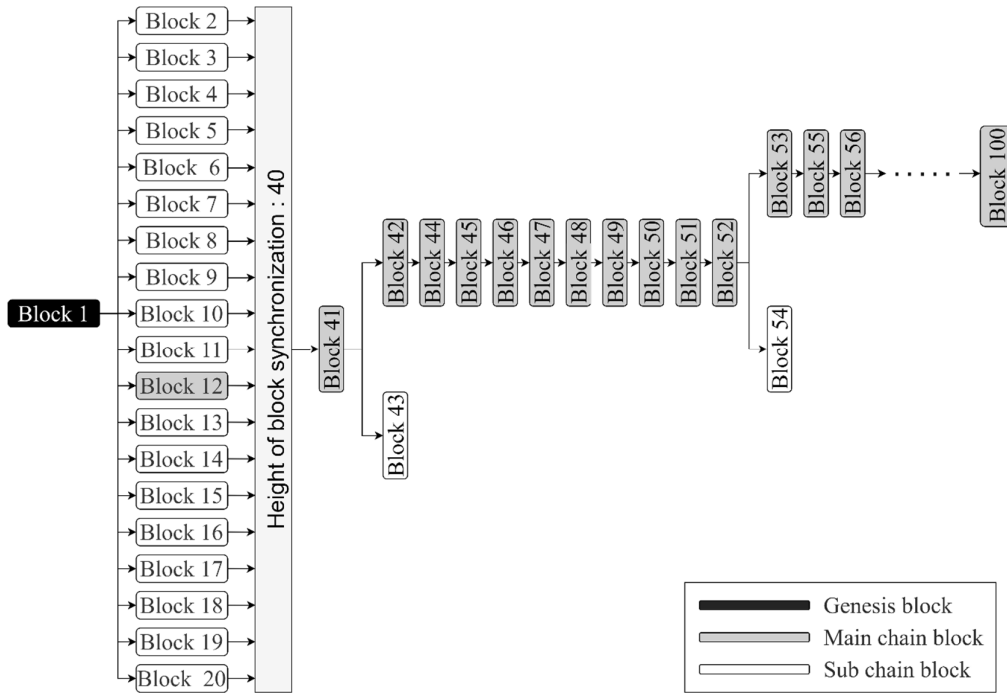 Block 2
Block 3
Block 4
Block 5
Block 6
Block 7
Block 8
Block 9
Block 1
Block 10
Block 11
Block 12
Block 13
Block 14
Block 15
Block 16
Block 17
Block 18
Block 19
Block 20
Height of block synchronization : 40
Block 41
Block 42
Block 44
Block 45
Block 46
Block 47
Block 48
Block 49
Block 50
Block 51
Block 52
Block 43
Block 53
Block 55
Block 56
......
Block 100
Block 54
Genesis block
Main chain block
Sub chain block